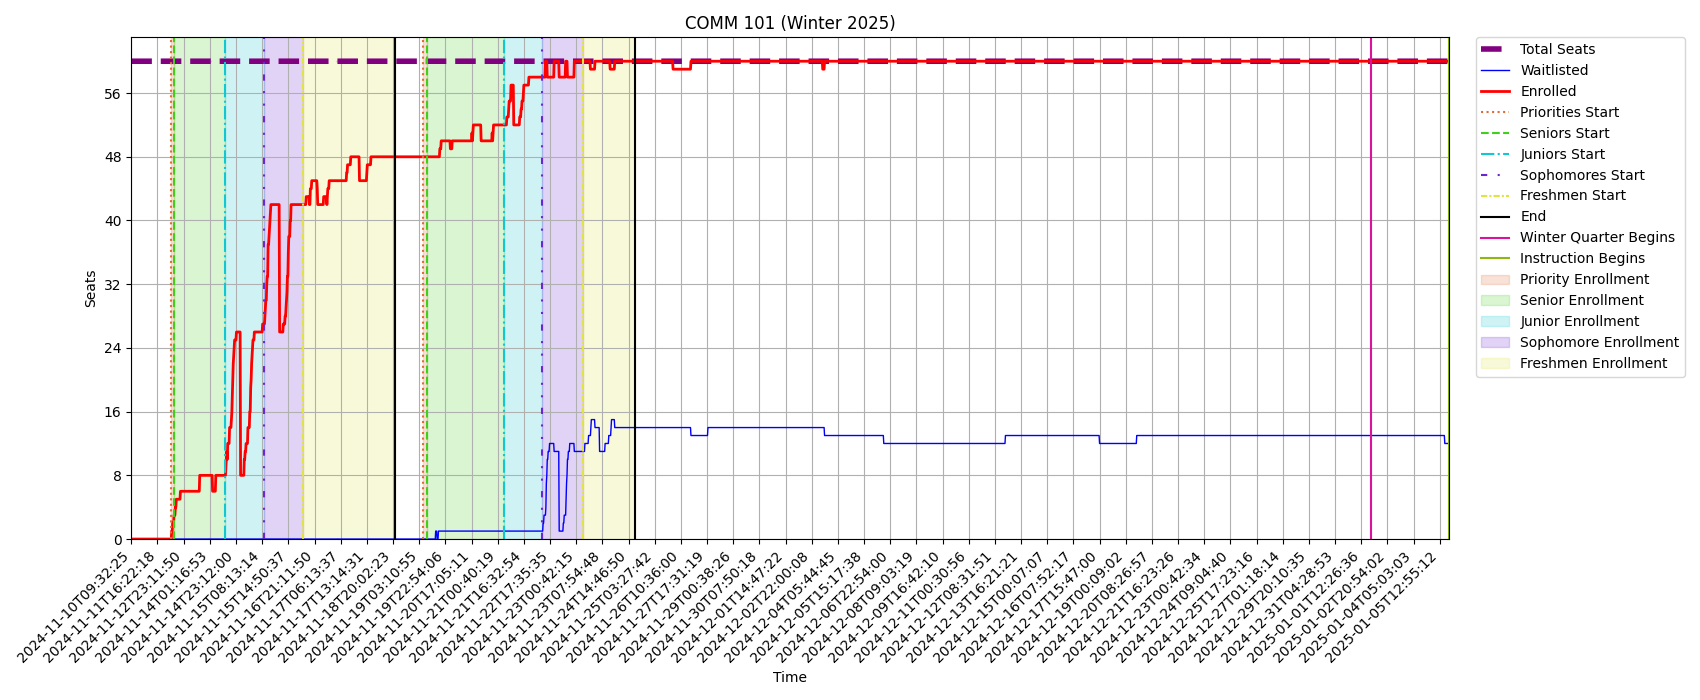 COMM 101 (Winter 2025)
Seats
56
48
40
32
24
16
8
0
2024-11-10T09:32:25
2024-11-11T16:22:18
2024-11-12T23:11:50
2024-11-14T01:16:53
2024-11-14T23:12:00
2024-11-15T08:13:14
2024-11-15T14:50:37
2024-11-16T21:11:50
2024-11-17T06:13:37
2024-11-17T13:14:31
2024-11-18T20:02:23
2024-11-19T03:10:55
2024-11-19T22:54:06
2024-11-20T17:05:11
2024-11-21T00:40:19
2024-11-21T16:32:54
2024-11-22T17:35:35
2024-11-23T00:42:15
2024-11-23T07:54:48
2024-11-24T14:46:50
2024-11-25T03:27:42
2024-11-26T10:36:00
2024-11-27T17:31:19
2024-11-29T00:38:26
2024-11-30T07:50:18
2024-12-01T14:47:22
2024-12-02T22:00:08
2024-12-04T05:44:45
2024-12-05T15:17:38
2024-12-06T22:54:00
2024-12-08T09:03:19
2024-12-09T16:42:10
2024-12-11T00:30:56
2024-12-12T08:31:51
2024-12-13T16:21:21
2024-12-15T00:07:07
2024-12-16T07:52:17
2024-12-17T15:47:00
2024-12-19T00:09:02
2024-12-20T08:26:57
2024-12-21T16:23:26
2024-12-23T00:42:34
2024-12-24T09:04:40
2024-12-25T17:23:16
2024-12-27T01:18:18
2024-12-29T20:10:35
2024-12-31T04:28:53
2025-01-01T12:26:36
2025-01-02T20:54:02
2025-01-04T05:03:03
2025-01-05T12:55:12
Time
Total Seats
Waitlisted
Enrolled
Priorities Start
Seniors Start
Juniors Start
Sophomores Start
Freshmen Start
End
Winter Quarter Begins
Instruction Begins
Priority Enrollment
Senior Enrollment
Junior Enrollment
Sophomore Enrollment
Freshmen Enrollment